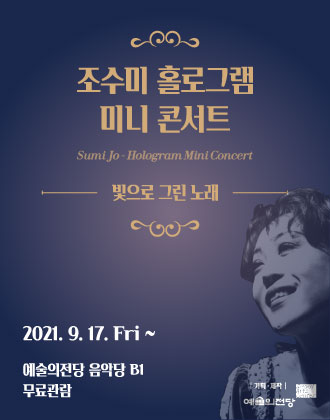 조수미 홀로그램
미니 콘서트
Sumi Jo - Hologram Mini Concert
빛으로 그린 노래
2021. 9. 17. Fri ~
예술의전당 음악당 B1
무료관람
기획·제작
예술의전당